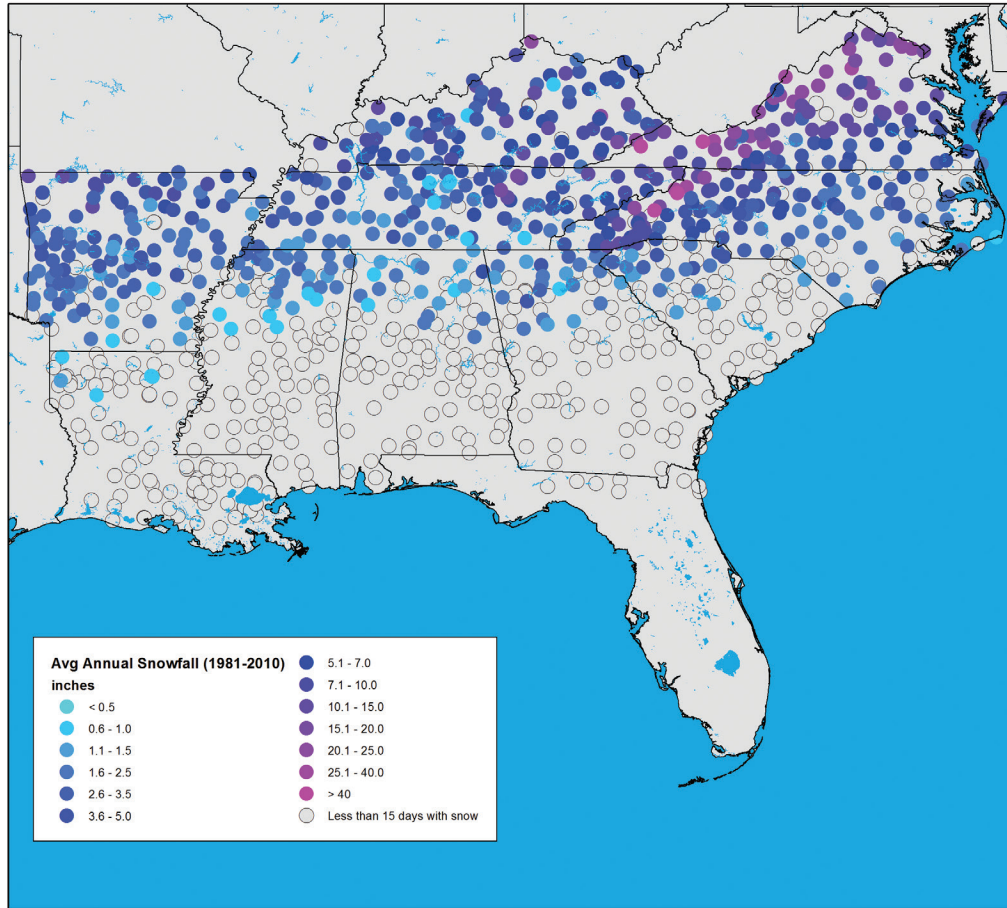 Avg Annual Snowfall (1981-2010)
inches
< 0.5
0.6 - 1.0
1.1 - 1.5
1.6 - 2.5
2.6 - 3.5
3.6 - 5.0
5.1 - 7.0
7.1 - 10.0
10.1 - 15.0
15.1 - 20.0
20.1 - 25.0
25.1 - 40.0
> 40
Less than 15 days with snow